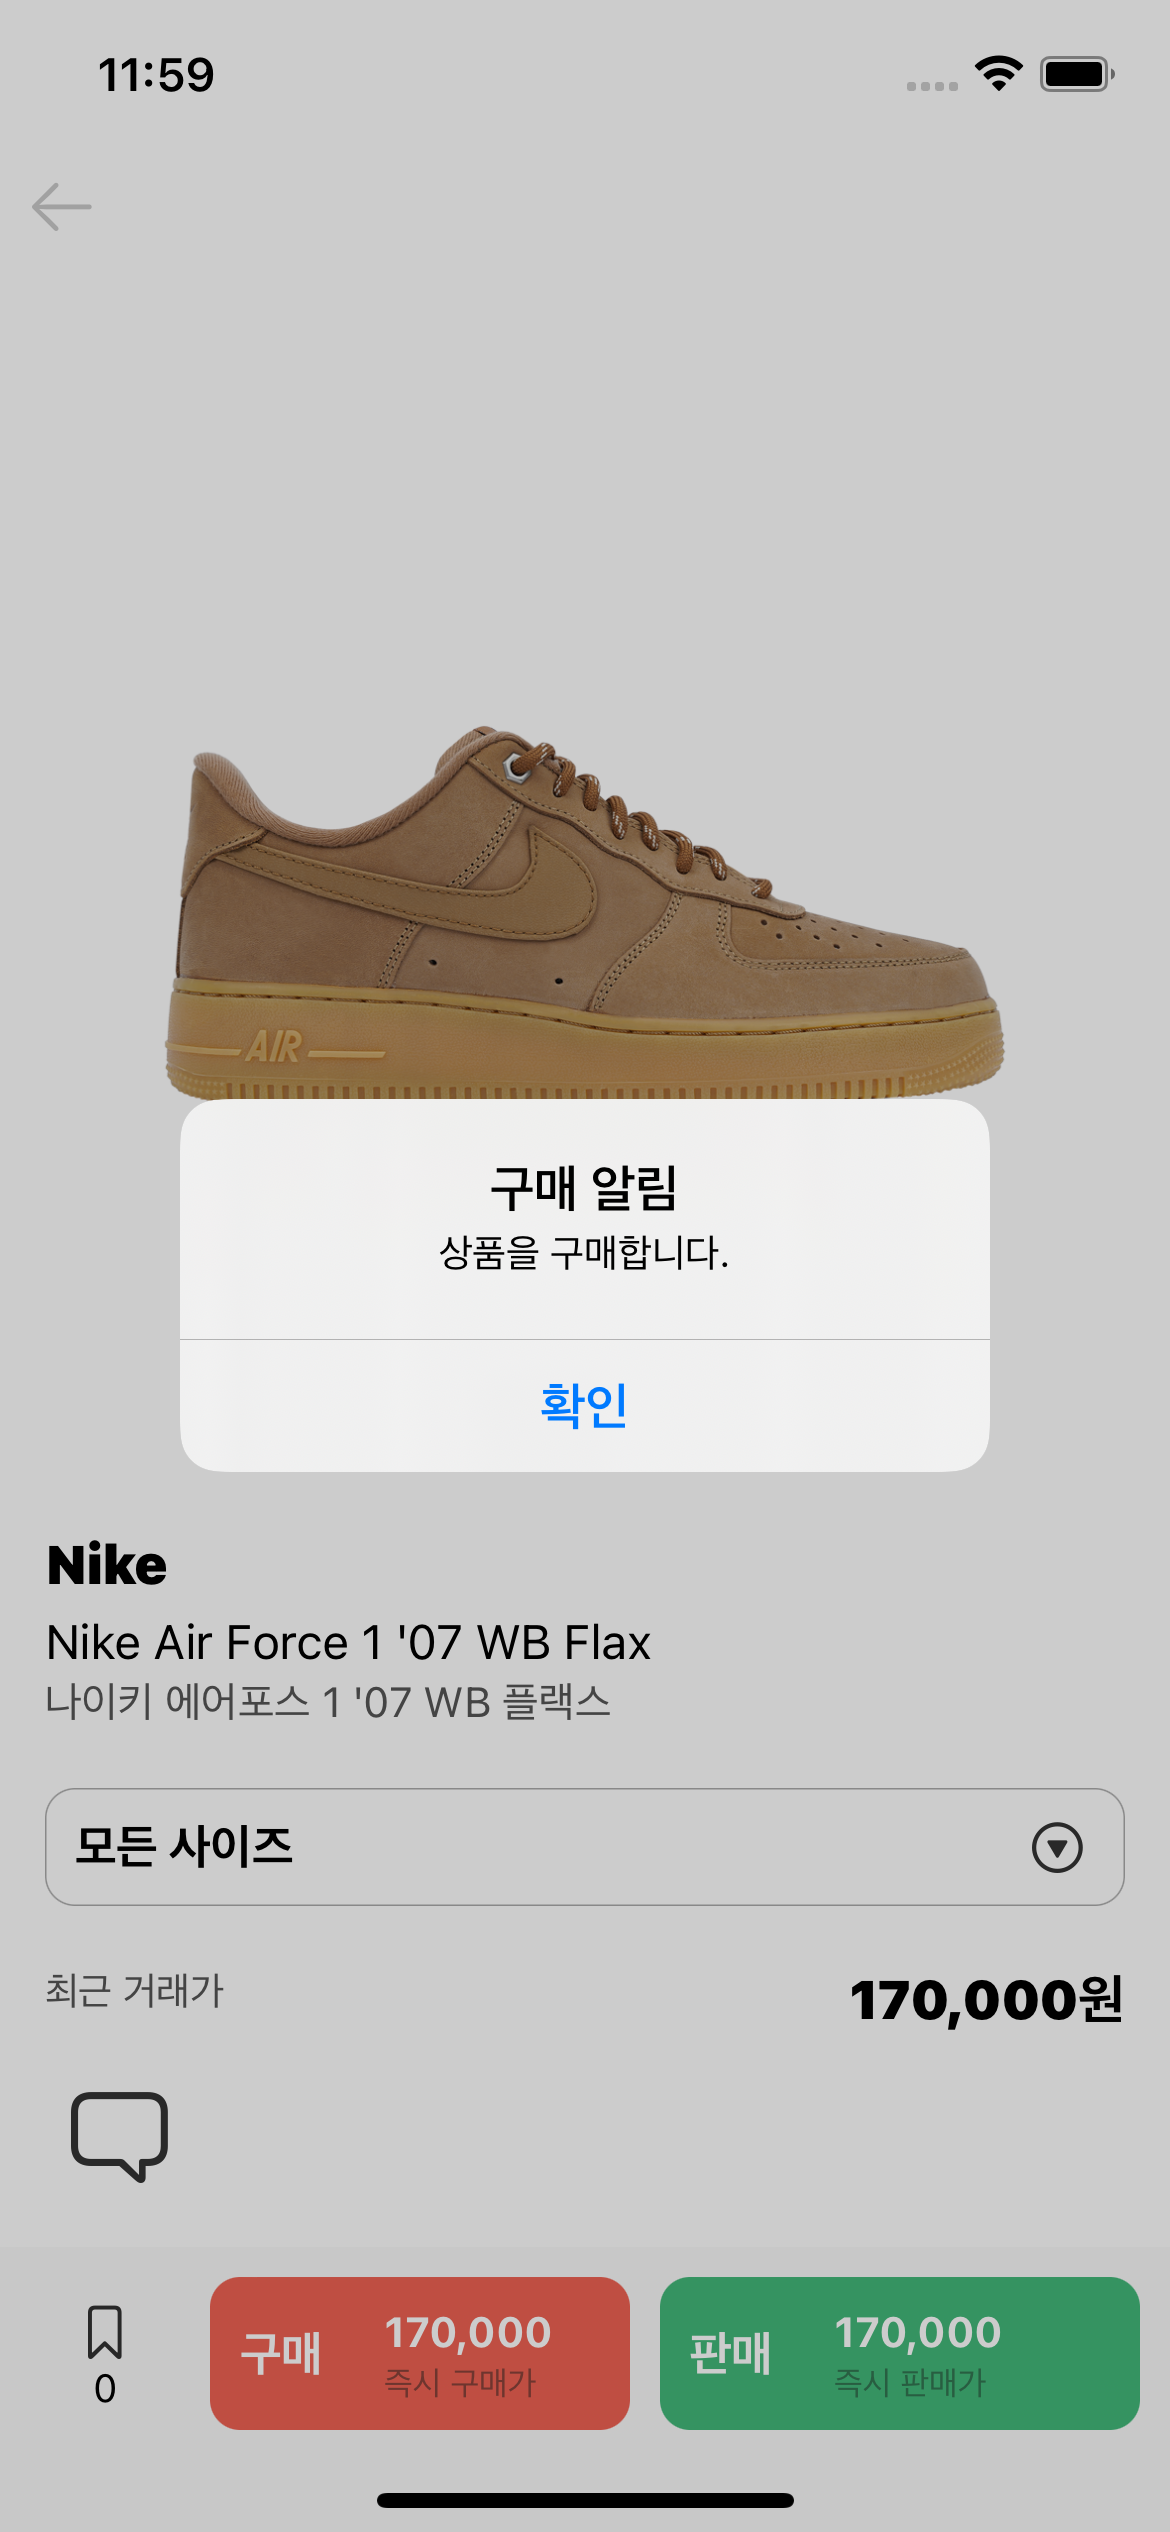 11:59
AIR
구매 알림
상품을 구매합니다.
확인
Nike
Nike Air Force 1 '07 WB Flax
나이키 에어포스 1 '07 WB 플랙스
모든 사이즈
최근 거래가
170,000원
0
구매
170,000
즉시 구매가
판매
170,000
즉시 판매가